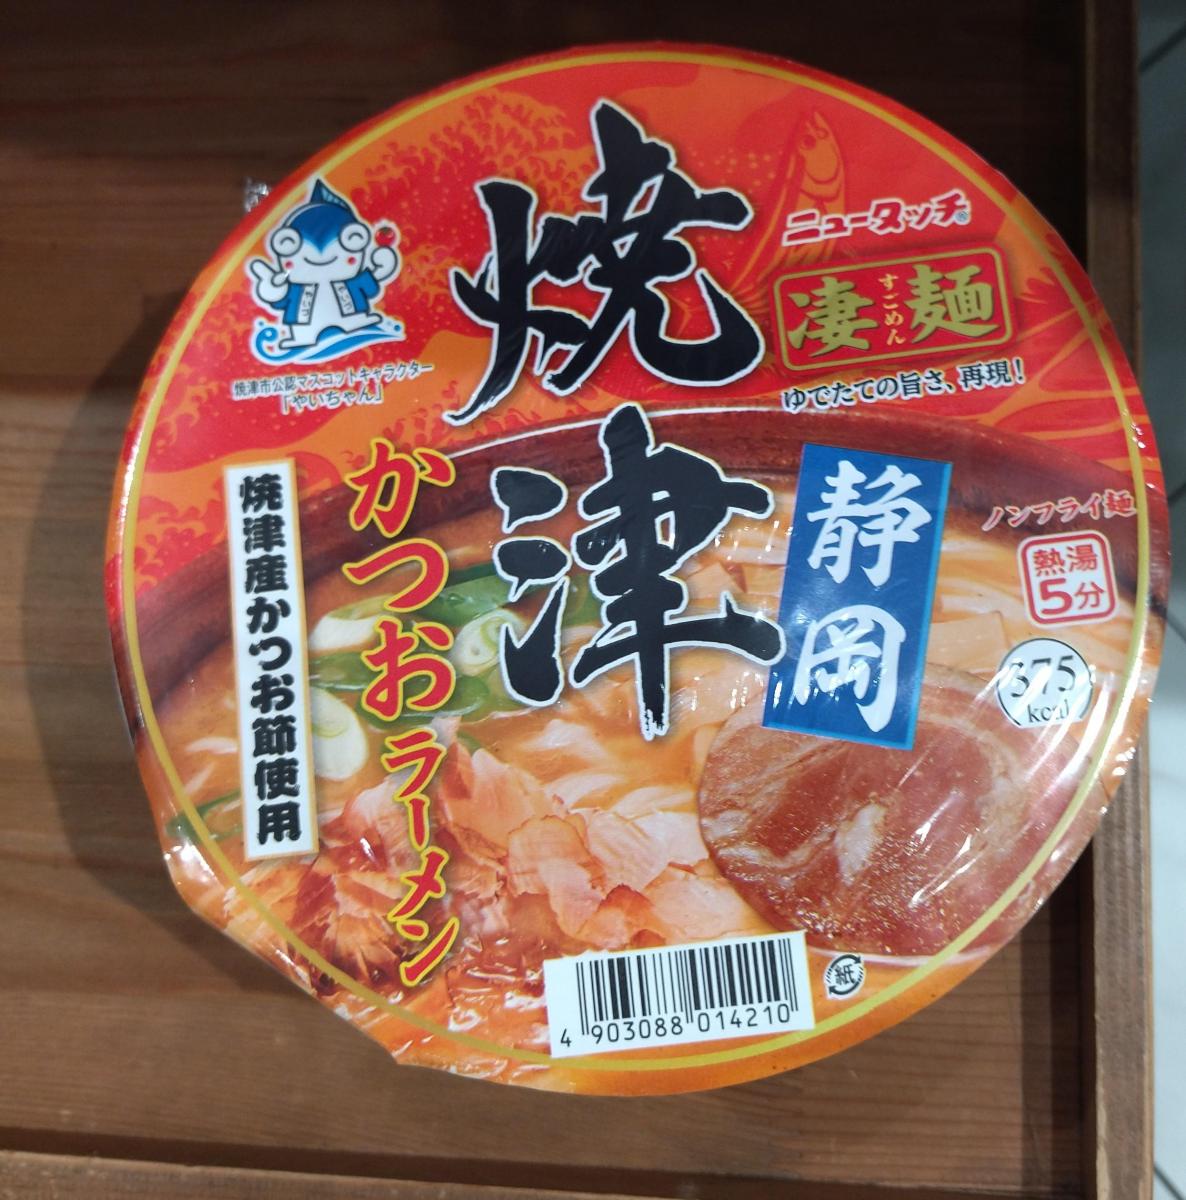 焼津
ニュータッチ®
凄麺
すごめん
ゆでたての旨さ、再現!
焼津市公認マスコットキャラクター
「やいちゃん」
静岡
かつおラーメン
焼津産かつお節使用
ノンフライ麺
熱湯
5分
375
kcal
紙
4 903088 014210